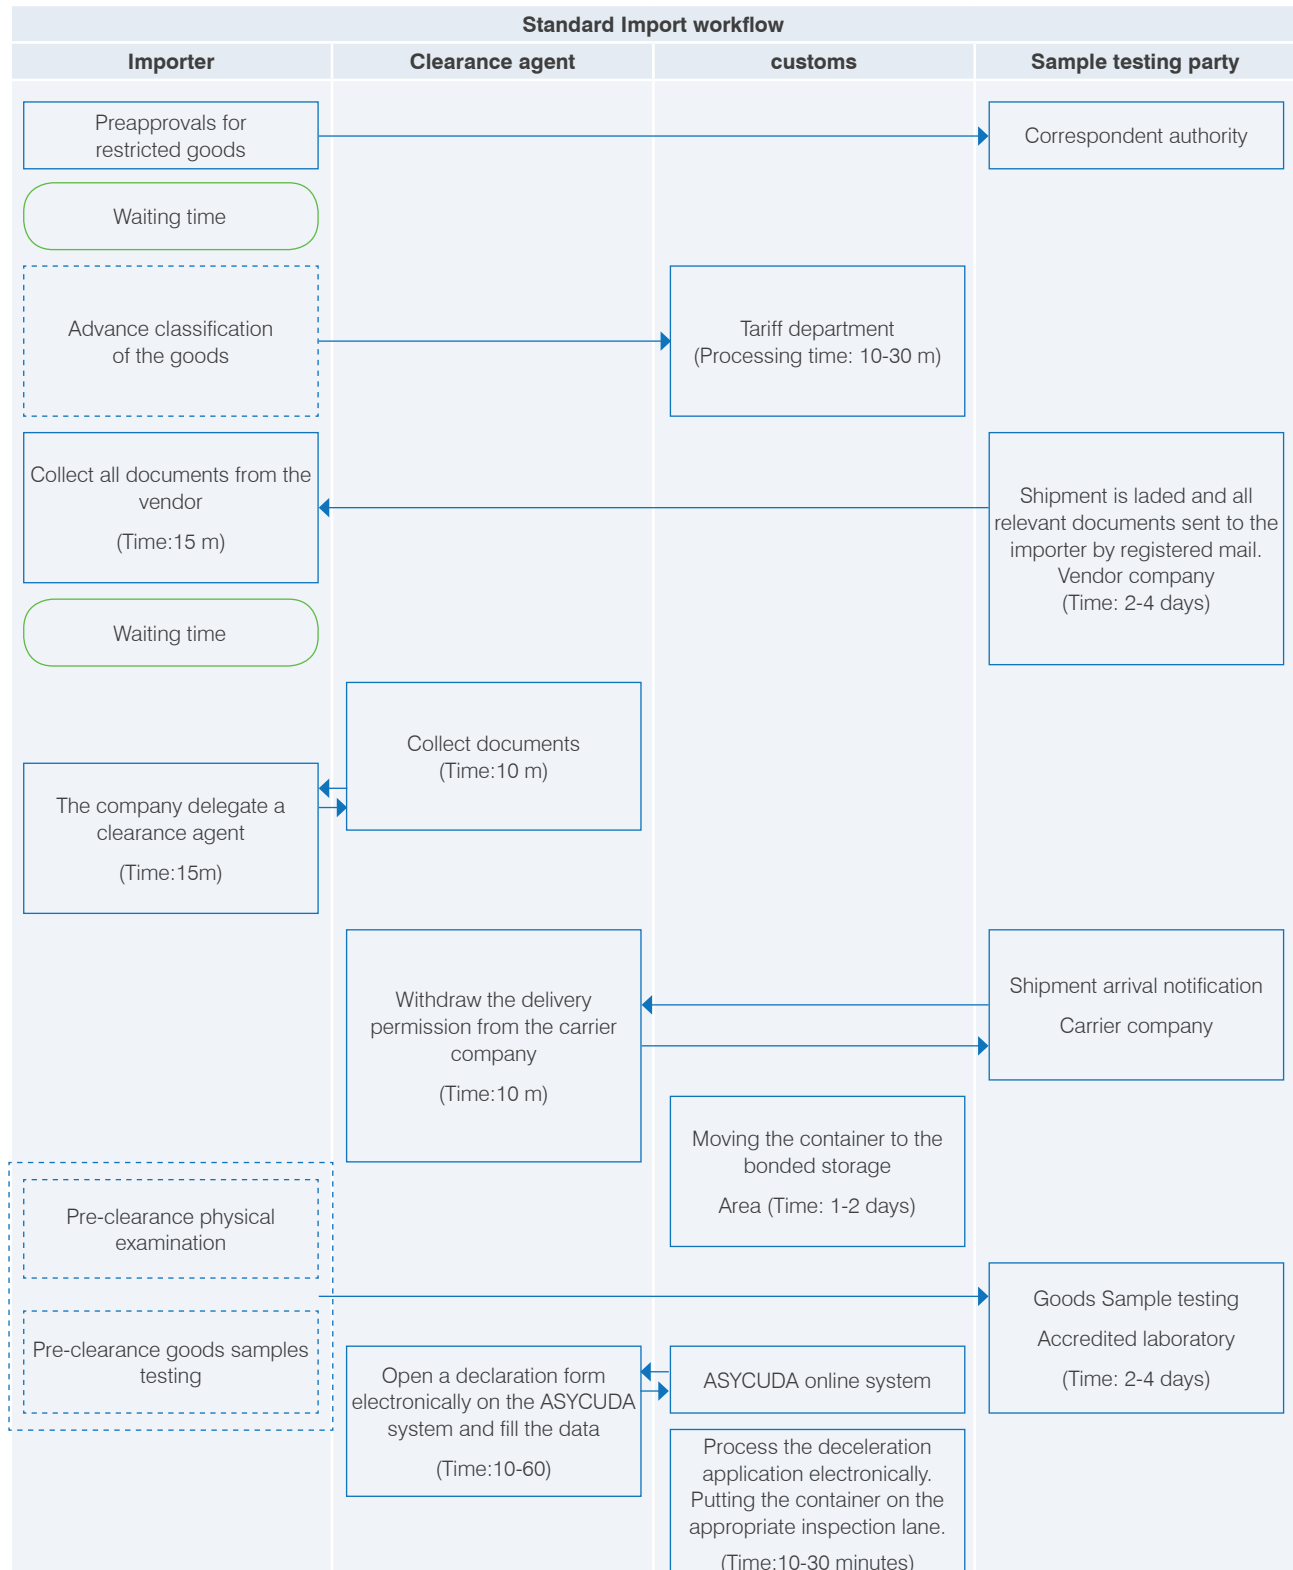 Standard Import workflow
Importer
Clearance agent
customs
Sample testing party
Preapprovals for
restricted goods
Correspondent authority
Waiting time
Advance classification
of the goods
Tariff department
(Processing time: 10-30 m)
Collect all documents from the
vendor
(Time:15 m)
Shipment is laded and all
relevant documents sent to the
importer by registered mail.
Vendor company
(Time: 2-4 days)
Waiting time
Collect documents
(Time:10 m)
The company delegate a
clearance agent
(Time:15m)
Withdraw the delivery
permission from the carrier
company
(Time:10 m)
Shipment arrival notification
Carrier company
Moving the container to the
bonded storage
Area (Time: 1-2 days)
Pre-clearance physical
examination
Pre-clearance goods samples
testing
Goods Sample testing
Accredited laboratory
(Time: 2-4 days)
Open a declaration form
electronically on the ASYCUDA
system and fill the data
(Time:10-60)
ASYCUDA online system
Process the deceleration
application electronically.
Putting the container on the
appropriate inspection lane.
(Time:10-30 minutes)